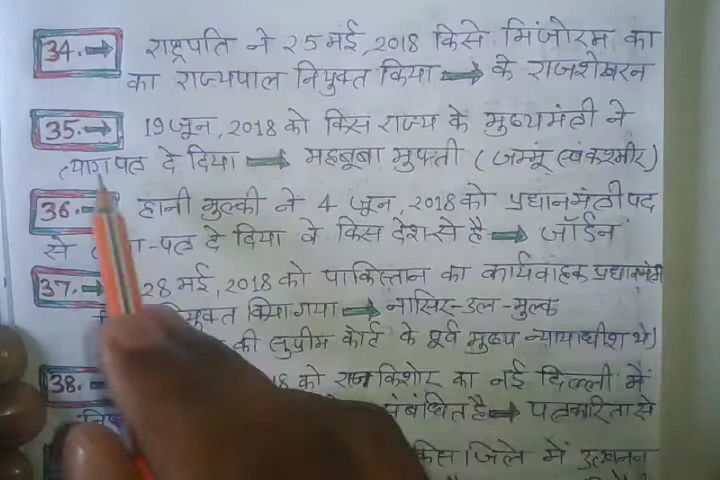 34.→ राष्ट्रपति ने 25 मई, 2018 किसे मिंजोरम का
का राज्यपाल नियुक्त किया → के राजशेखरन
35.→ 19 जून, 2018 को किस राज्य के मुख्यमंत्री ने
त्यागपत्र दे दिया → महबूबा मुफ्ती (जम्मूं एवं कश्मीर)
36.→ हानी मुल्की ने 4 जून, 2018 को प्रधानमंत्री पद
से -पत्र दे दिया वे किस देश से है → जॉर्डन
37.→ 28 मई, 2018 को पाकिस्तान का कार्यवाहक प्रधानमंत्री
नियुक्त किया गया → नासिर-उल-मुल्क
की सुप्रीम कोर्ट के पूर्व मुख्य न्यायाधीश थे)
38.→ 18 को राज किशोर का नई दिल्ली में
संबंधित है → पत्रकारिता से
किस जिले में उत्खनन